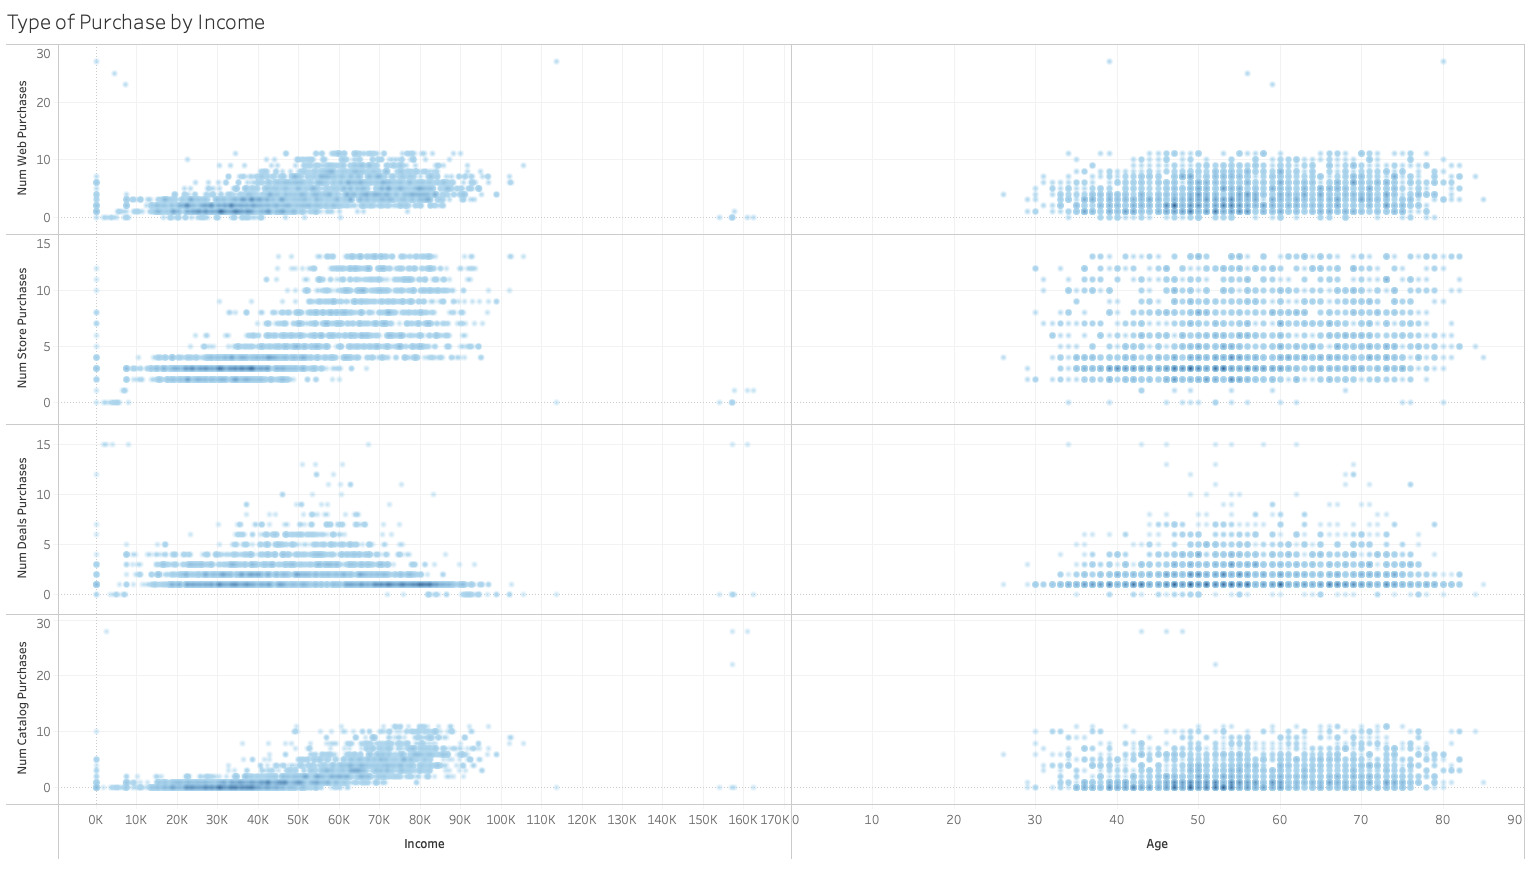 Type of Purchase by Income
Num Web Purchases
30
20
10
0
Num Store Purchases
15
10
5
0
Num Deals Purchases
15
10
5
0
Num Catalog Purchases
30
20
10
0
0K 10K 20K 30K 40K 50K 60K 70K 80K 90K 100K 110K 120K 130K 140K 150K 160K 170K 0 10 20 30 40 50 60 70 80 90
Income Age